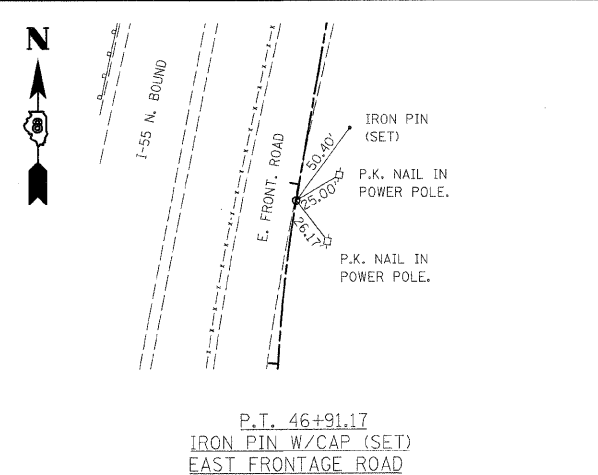 N
8
I-55 N. BOUND
E. FRONT. ROAD
50.40'
25.00'
26.17'
IRON PIN
(SET)
P.K. NAIL IN
POWER POLE.
P.K. NAIL IN
POWER POLE.
P.T. 46+91.17
IRON PIN W/CAP (SET)
EAST FRONTAGE ROAD